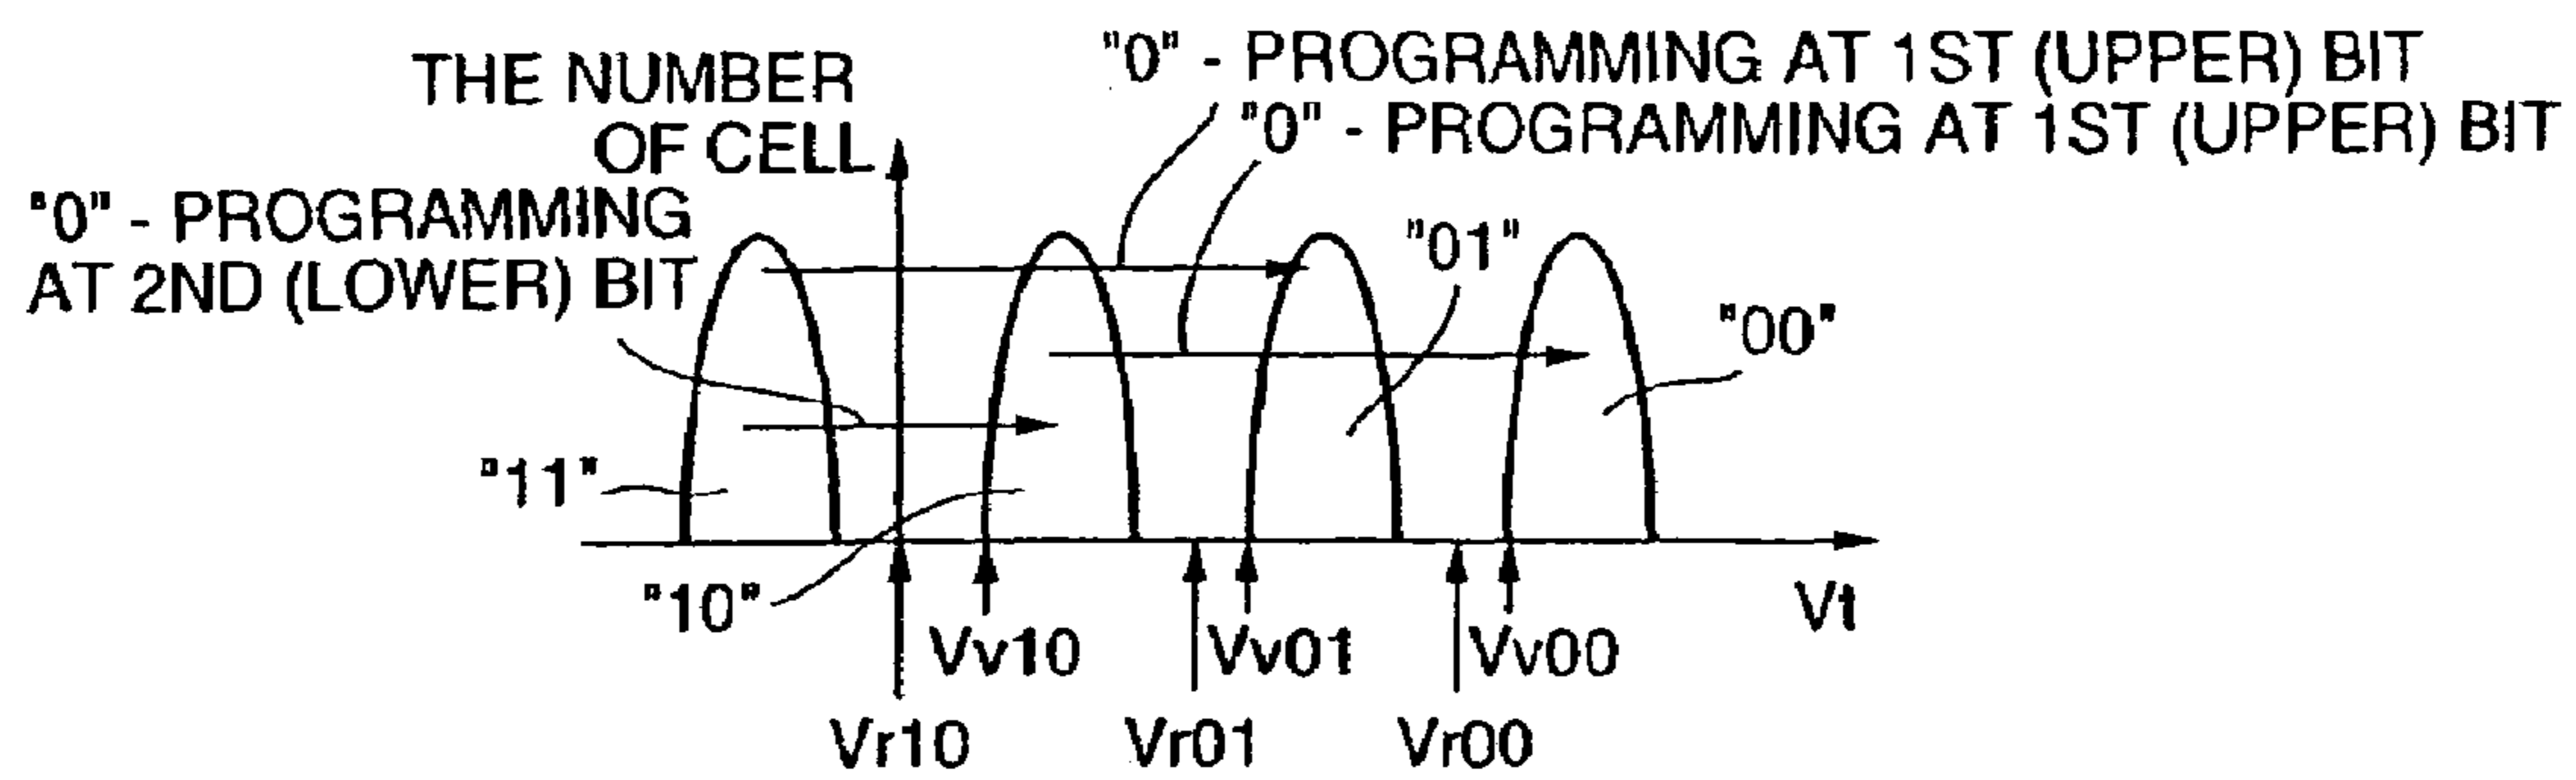 "0" - PROGRAMMING AT 1ST (UPPER) BIT
"0" - PROGRAMMING AT 1ST (UPPER) BIT
THE NUMBER
OF CELL
"0" - PROGRAMMING
AT 2ND (LOWER) BIT
"01"
"00"
"11"
"10"
Vt
Vv10
Vv01
Vv00
Vr10
Vr01
Vr00